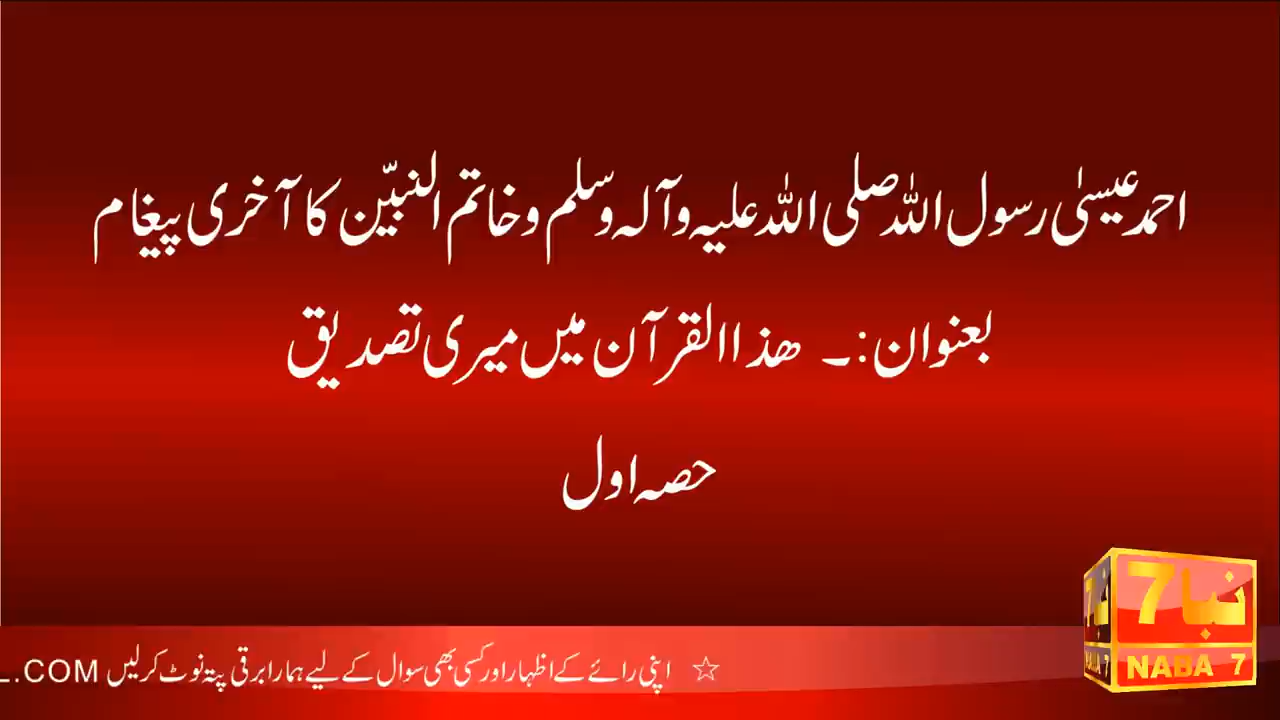 احمد عیسیٰ رسول اللہ صلی اللہ علیہ وآلہ وسلم وخاتم النبیّین کا آخری پیغام
بعنوان:۔ ھذا القرآن میں میری تصدیق
حصہ اول
نبا 7
NABA 7
☆ اپنی رائے کے اظہار اور کسی بھی سوال کے لیے ہمارا برقی پتہ نوٹ کرلیں L.COM